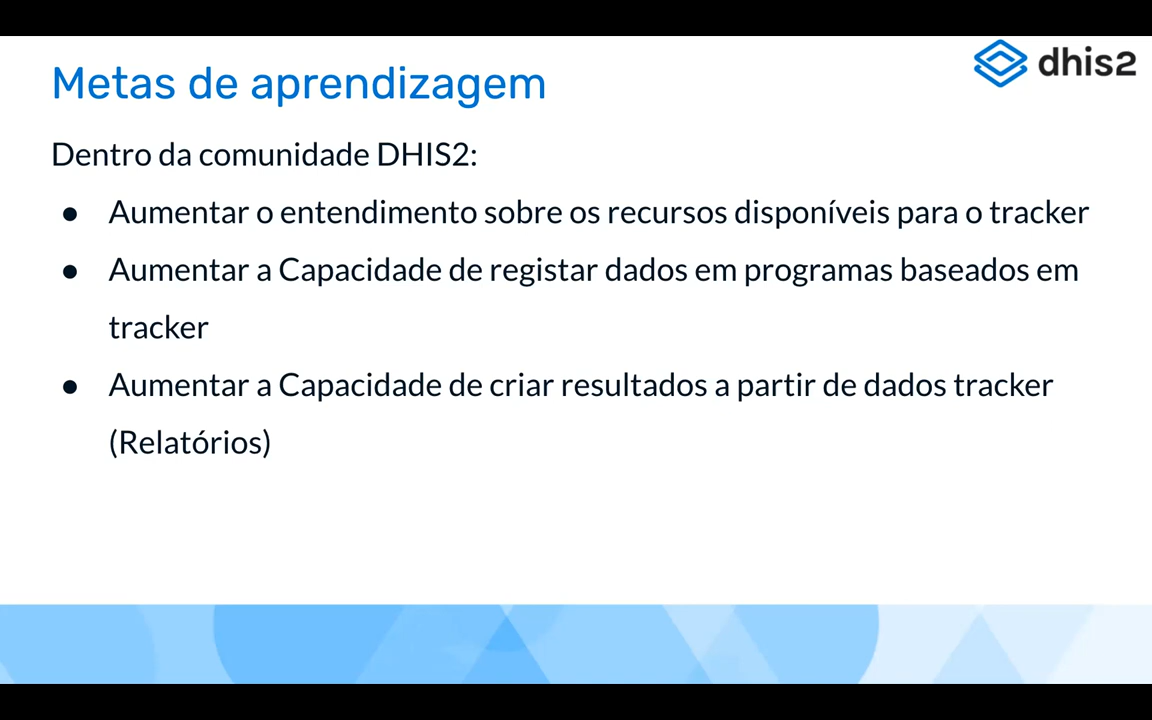 dhis2
Metas de aprendizagem
Dentro da comunidade DHIS2:
● Aumentar o entendimento sobre os recursos disponíveis para o tracker
● Aumentar a Capacidade de registar dados em programas baseados em
tracker
● Aumentar a Capacidade de criar resultados a partir de dados tracker
(Relatórios)